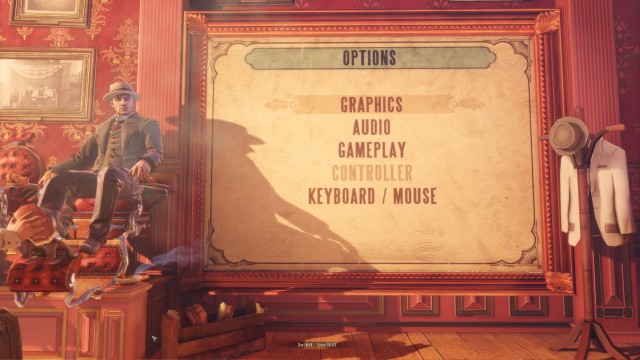 OPTIONS
GRAPHICS
AUDIO
GAMEPLAY
CONTROLLER
KEYBOARD / MOUSE